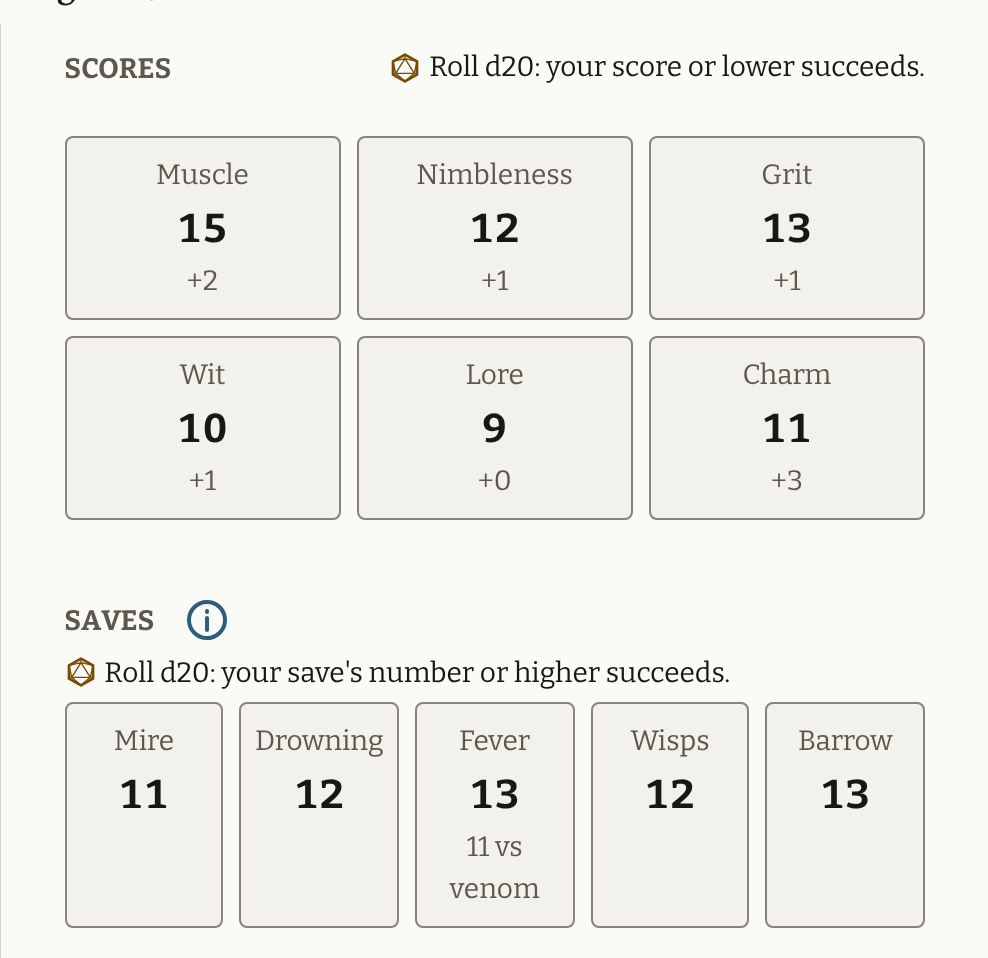 SCORES
Roll d20: your score or lower succeeds.
Muscle
15
+2
Nimbleness
12
+1
Grit
13
+1
Wit
10
+1
Lore
9
+0
Charm
11
+3
SAVES
Roll d20: your save's number or higher succeeds.
Mire
11
Drowning
12
Fever
13
11 vs
venom
Wisps
12
Barrow
13